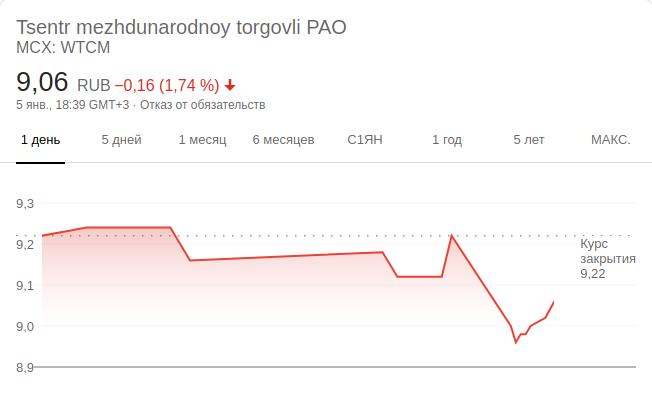 Tsentr mezhdunarodnoy torgovli PAO
MCX: WTCM
9,06 RUB −0,16 (1,74 %)
5 янв., 18:39 GMT+3 · Отказ от обязательств
1 день 5 дней 1 месяц 6 месяцев С1ЯН 1 год 5 лет МАКС.
9,3
9,2
9,1
9,0
8,9
Курс
закрытия
9,22